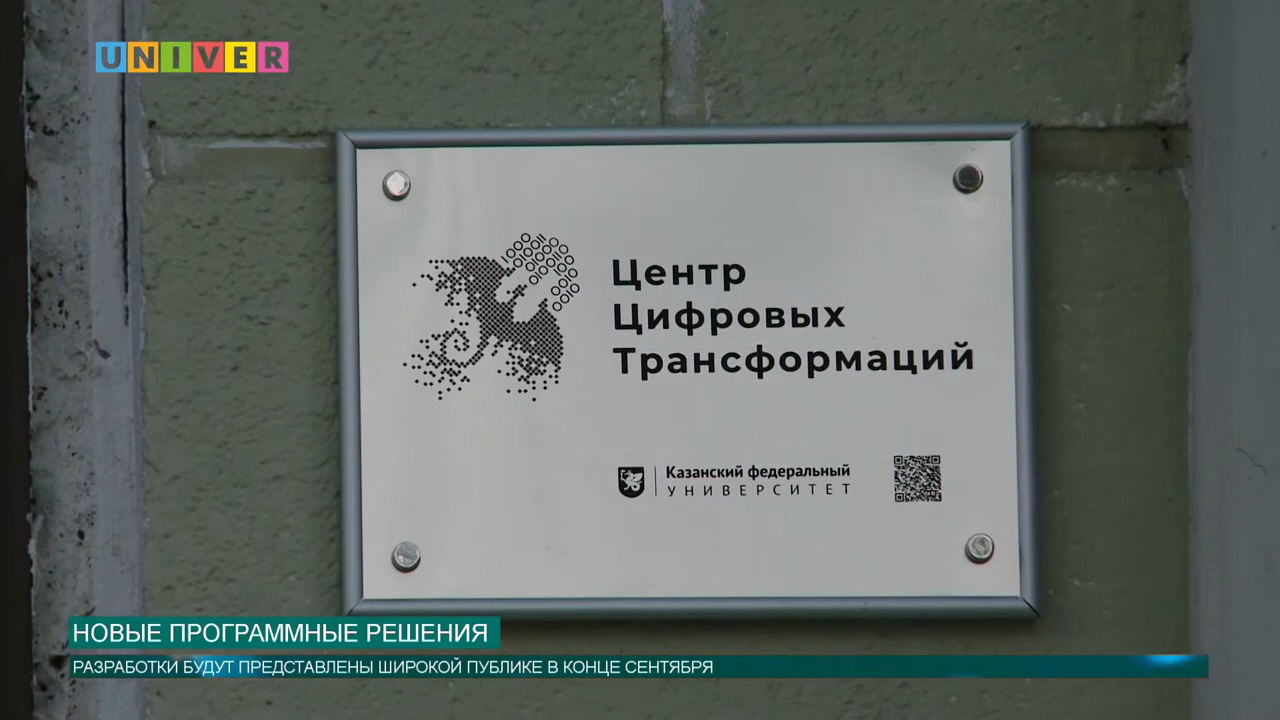 UNIVER
Центр
Цифровых
Трансформаций
Казанский федеральный
УНИВЕРСИТЕТ
НОВЫЕ ПРОГРАММНЫЕ РЕШЕНИЯ
РАЗРАБОТКИ БУДУТ ПРЕДСТАВЛЕНЫ ШИРОКОЙ ПУБЛИКЕ В КОНЦЕ СЕНТЯБРЯ